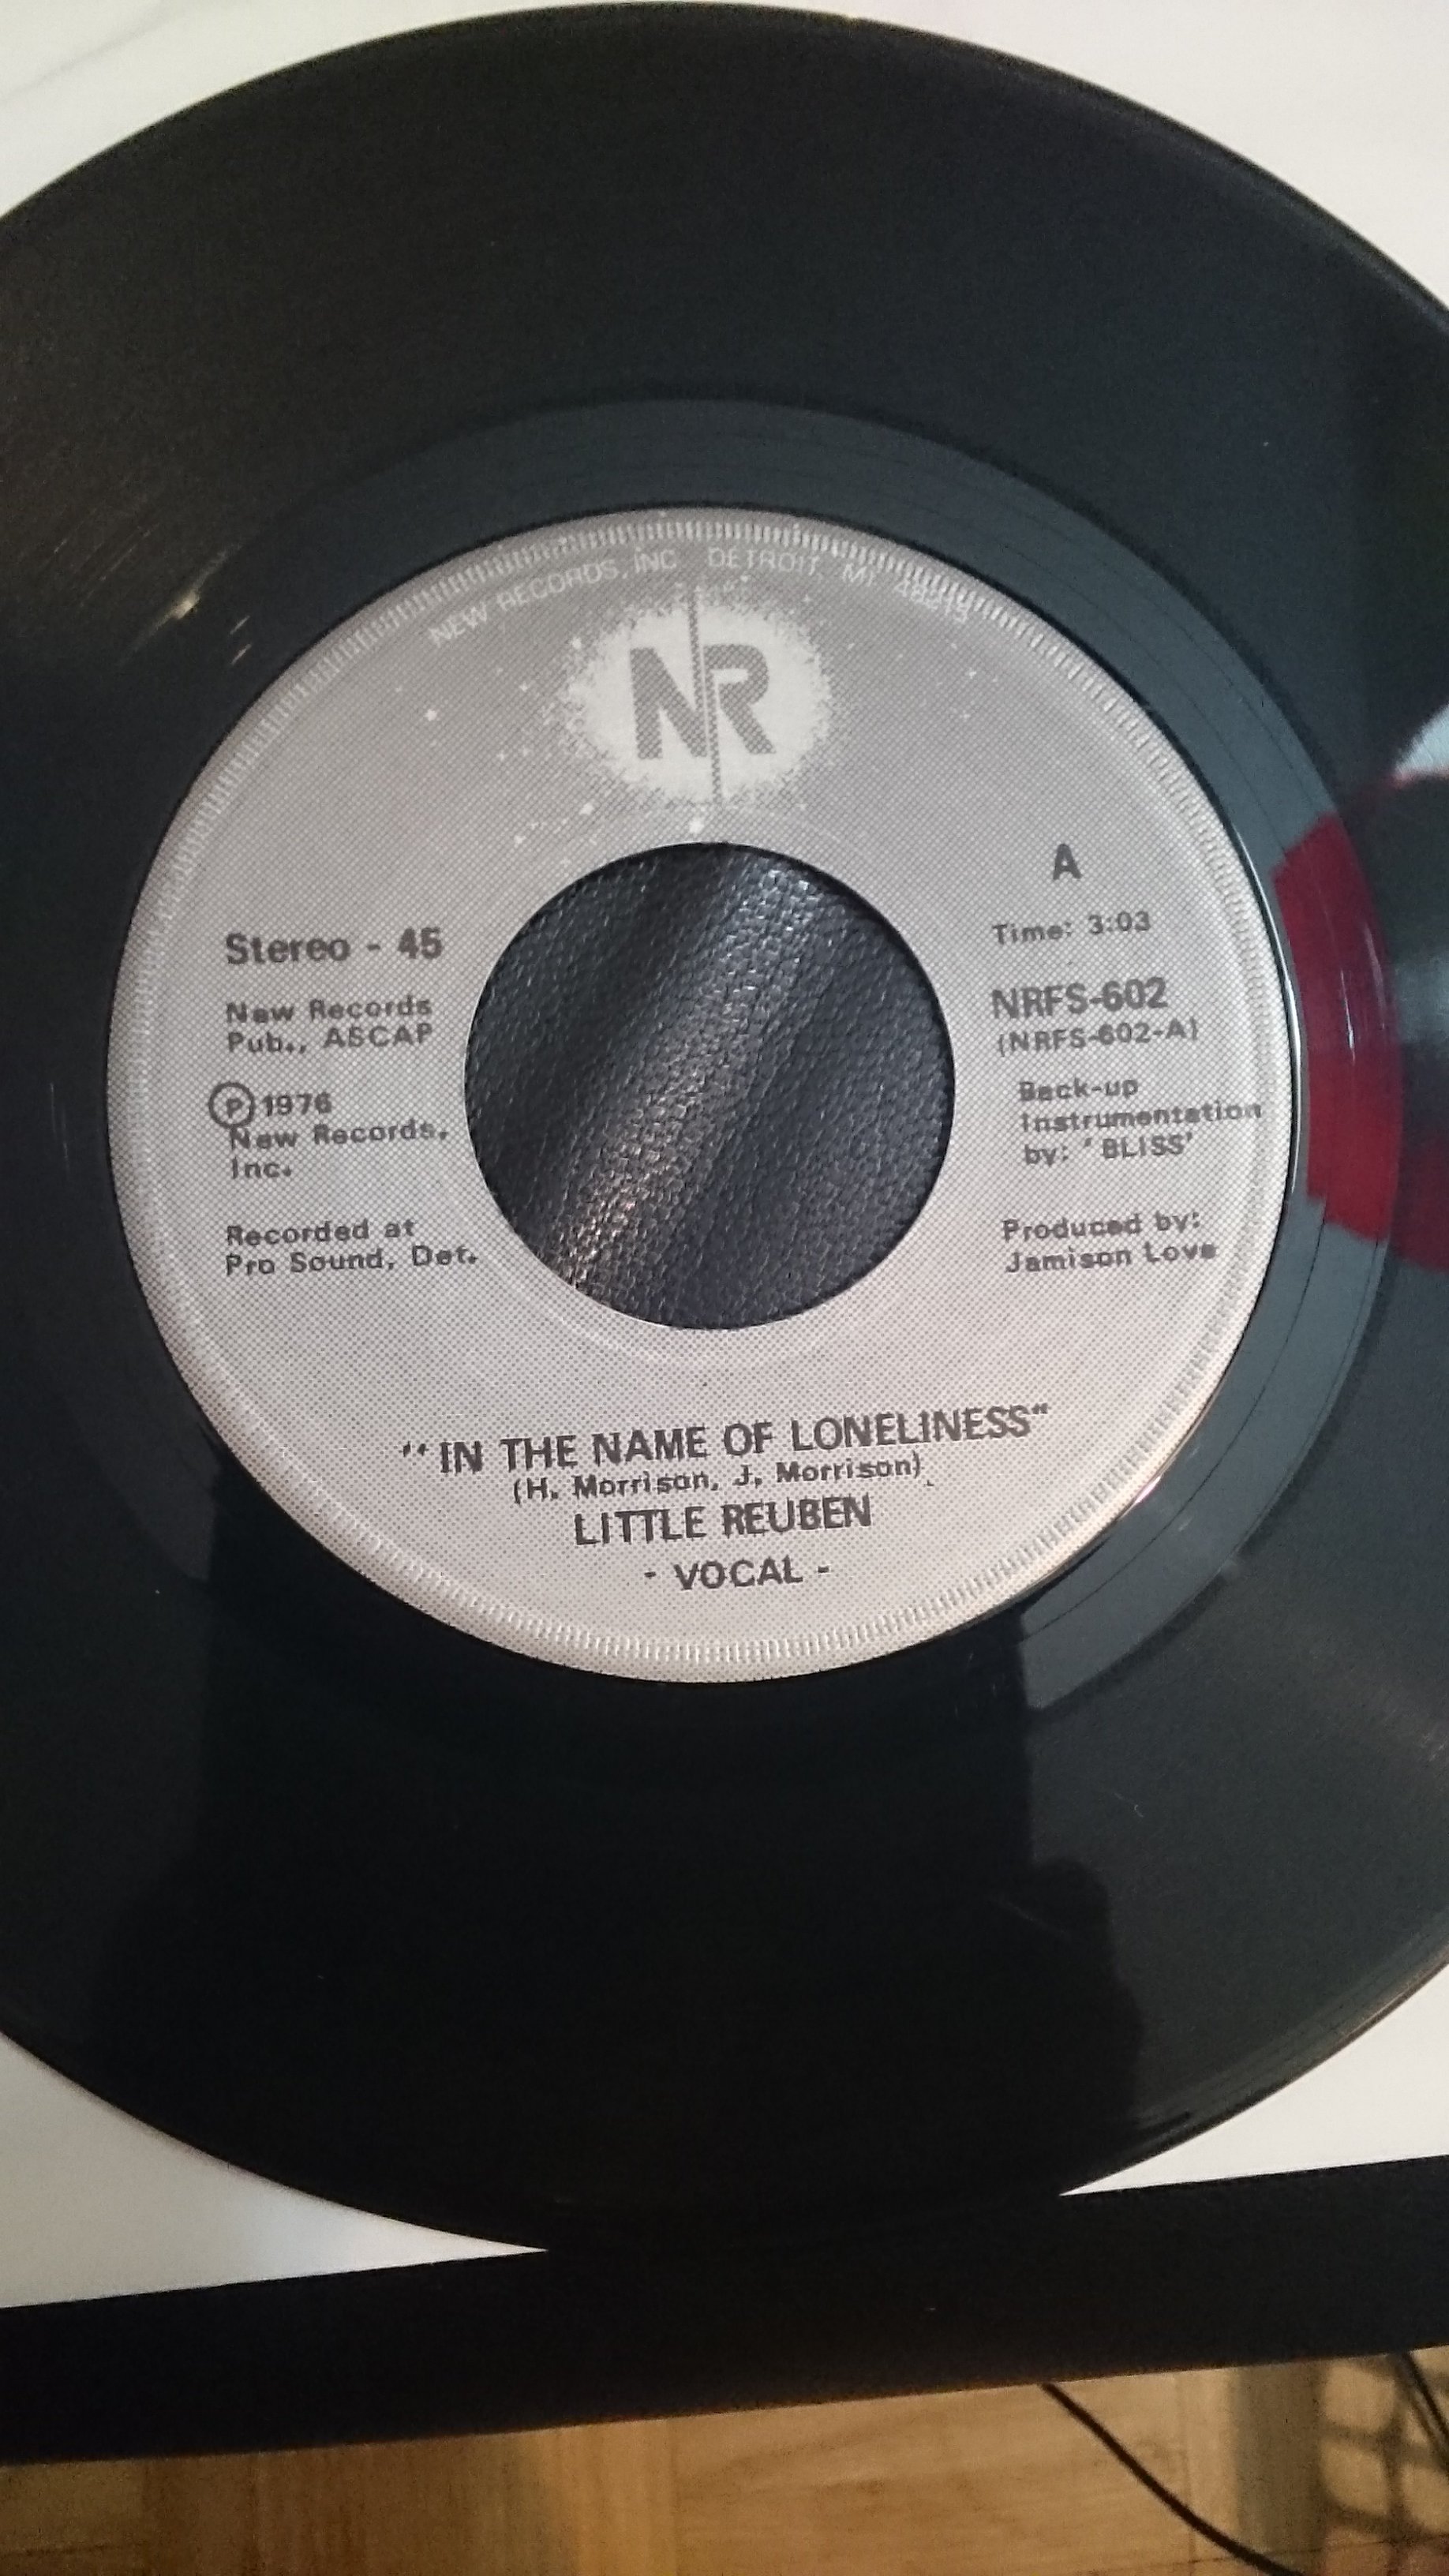 NEW RECORDS, INC DETROIT, MI 48219
NR
A
Stereo - 45
Time: 3:03
New Records
Pub., ASCAP
NRFS-602
(NRFS-602-A)
Ⓟ 1976
New Records,
Inc.
Back-up
Instrumentation
by: 'BLISS'
Recorded at
Pro Sound, Det.
Produced by:
Jamison Love
"IN THE NAME OF LONELINESS"
(H. Morrison, J. Morrison)
LITTLE REUBEN
- VOCAL -